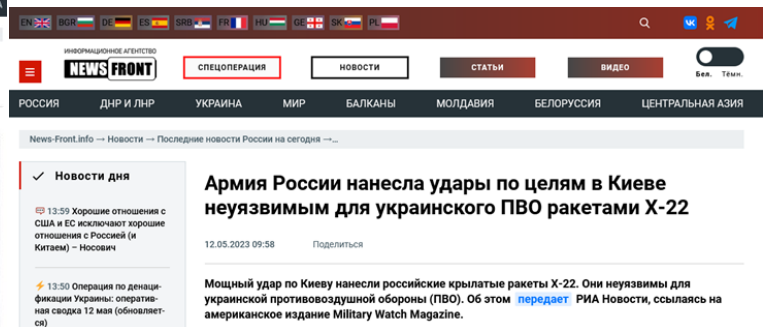 EN BGR DE ES SRB FR HU GE SK PL
ИНФОРМАЦИОННОЕ АГЕНТСТВО
NEWS FRONT
СПЕЦОПЕРАЦИЯ НОВОСТИ СТАТЬИ ВИДЕО
Бел. Тёмн.
РОССИЯ ДНР И ЛНР УКРАИНА МИР БАЛКАНЫ МОЛДАВИЯ БЕЛОРУССИЯ ЦЕНТРАЛЬНАЯ АЗИЯ
News-Front.info → Новости → Последние новости России на сегодня →...
Новости дня
13:59 Хорошие отношения с
США и ЕС исключают хорошие
отношения с Россией (и
Китаем) – Носович
13:50 Операция по денаци-
фикации Украины: оператив-
ная сводка 12 мая (обновляет-
ся)
Армия России нанесла удары по целям в Киеве
неуязвимым для украинского ПВО ракетами Х-22
12.05.2023 09:58 Поделиться
Мощный удар по Киеву нанесли российские крылатые ракеты Х-22. Они неуязвимы для
украинской противовоздушной обороны (ПВО). Об этом передает РИА Новости, ссылаясь на
американское издание Military Watch Magazine.